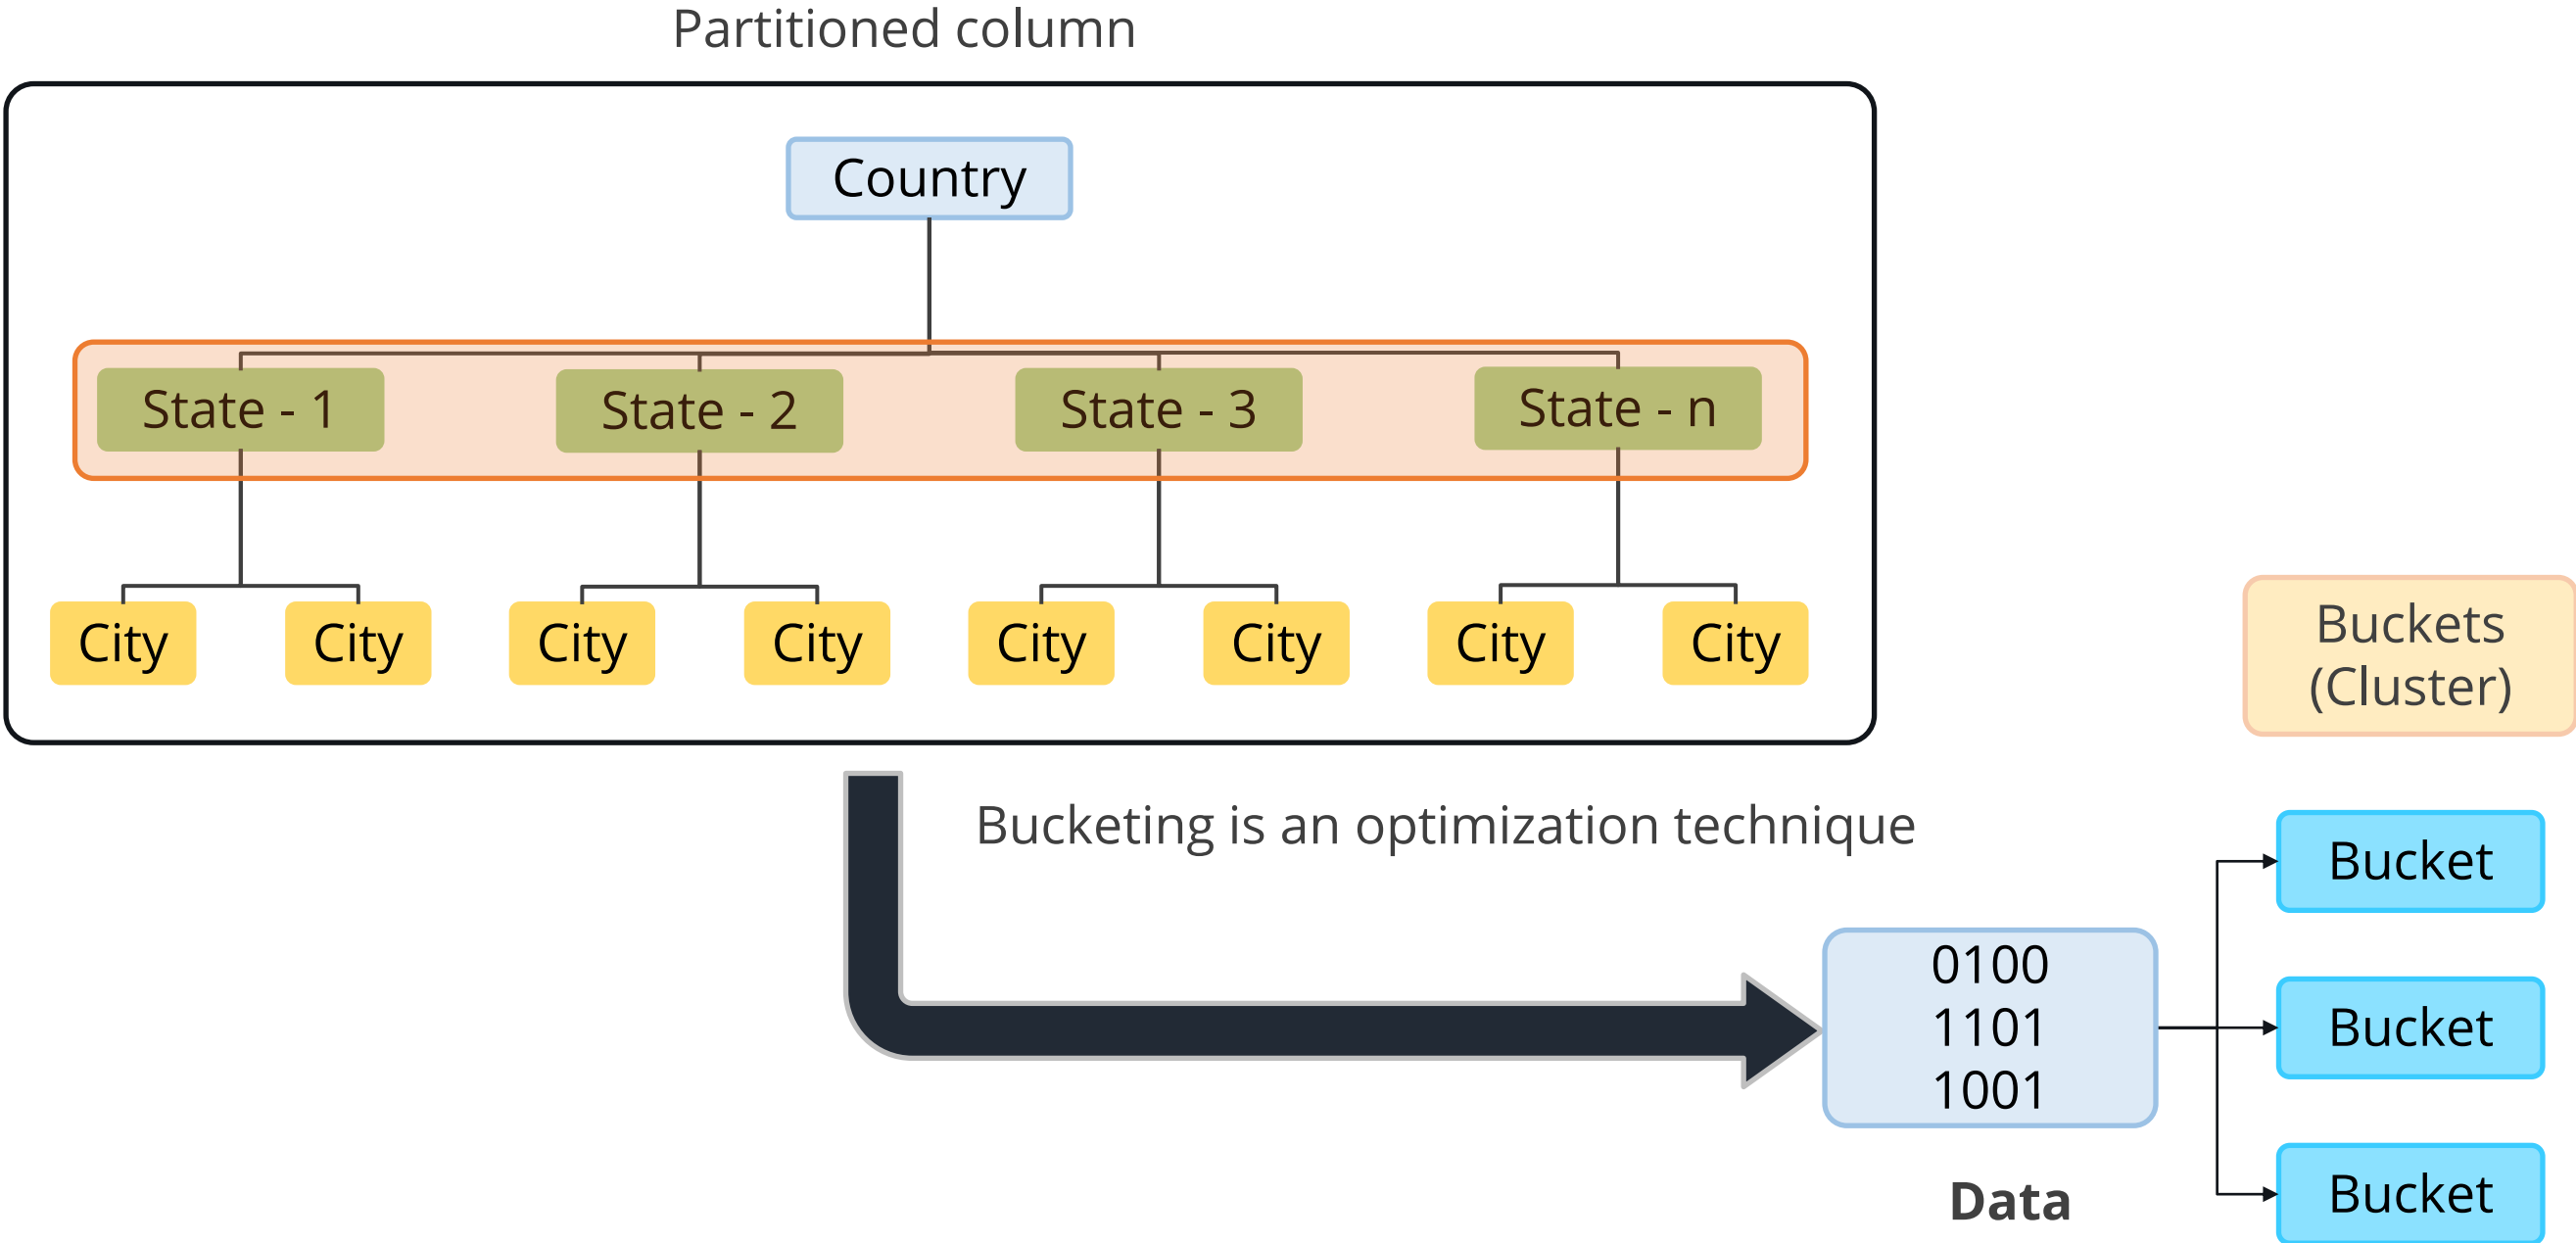 Partitioned column
Country
State - 1
State - 2
State - 3
State - n
City
City
City
City
City
City
City
City
Buckets
(Cluster)
Bucketing is an optimization technique
0100
1101
1001
Data
Bucket
Bucket
Bucket